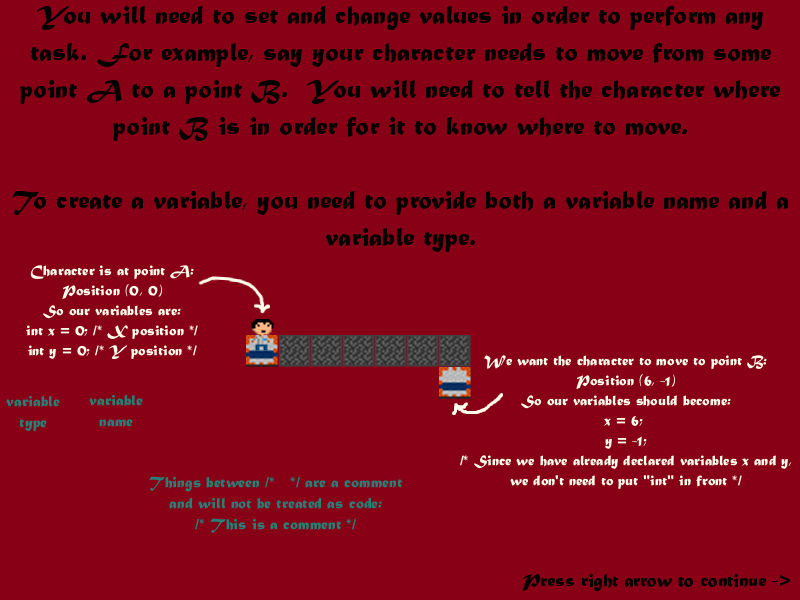 You will need to set and change values in order to perform any
task. For example, say your character needs to move from some
point A to a point B. You will need to tell the character where
point B is in order for it to know where to move.
To create a variable, you need to provide both a variable name and a
variable type.
Character is at point A:
Position (0, 0)
So our variables are:
int x = 0; /* X position */
int y = 0; /* Y position */
We want the character to move to point B:
Position (6, -1)
So our variables should become:
x = 6;
y = -1;
/* Since we have already declared variables x and y,
we don't need to put "int" in front */
variable
type
variable
name
Things between /* */ are a comment
and will not be treated as code:
/* This is a comment */
Press right arrow to continue ->